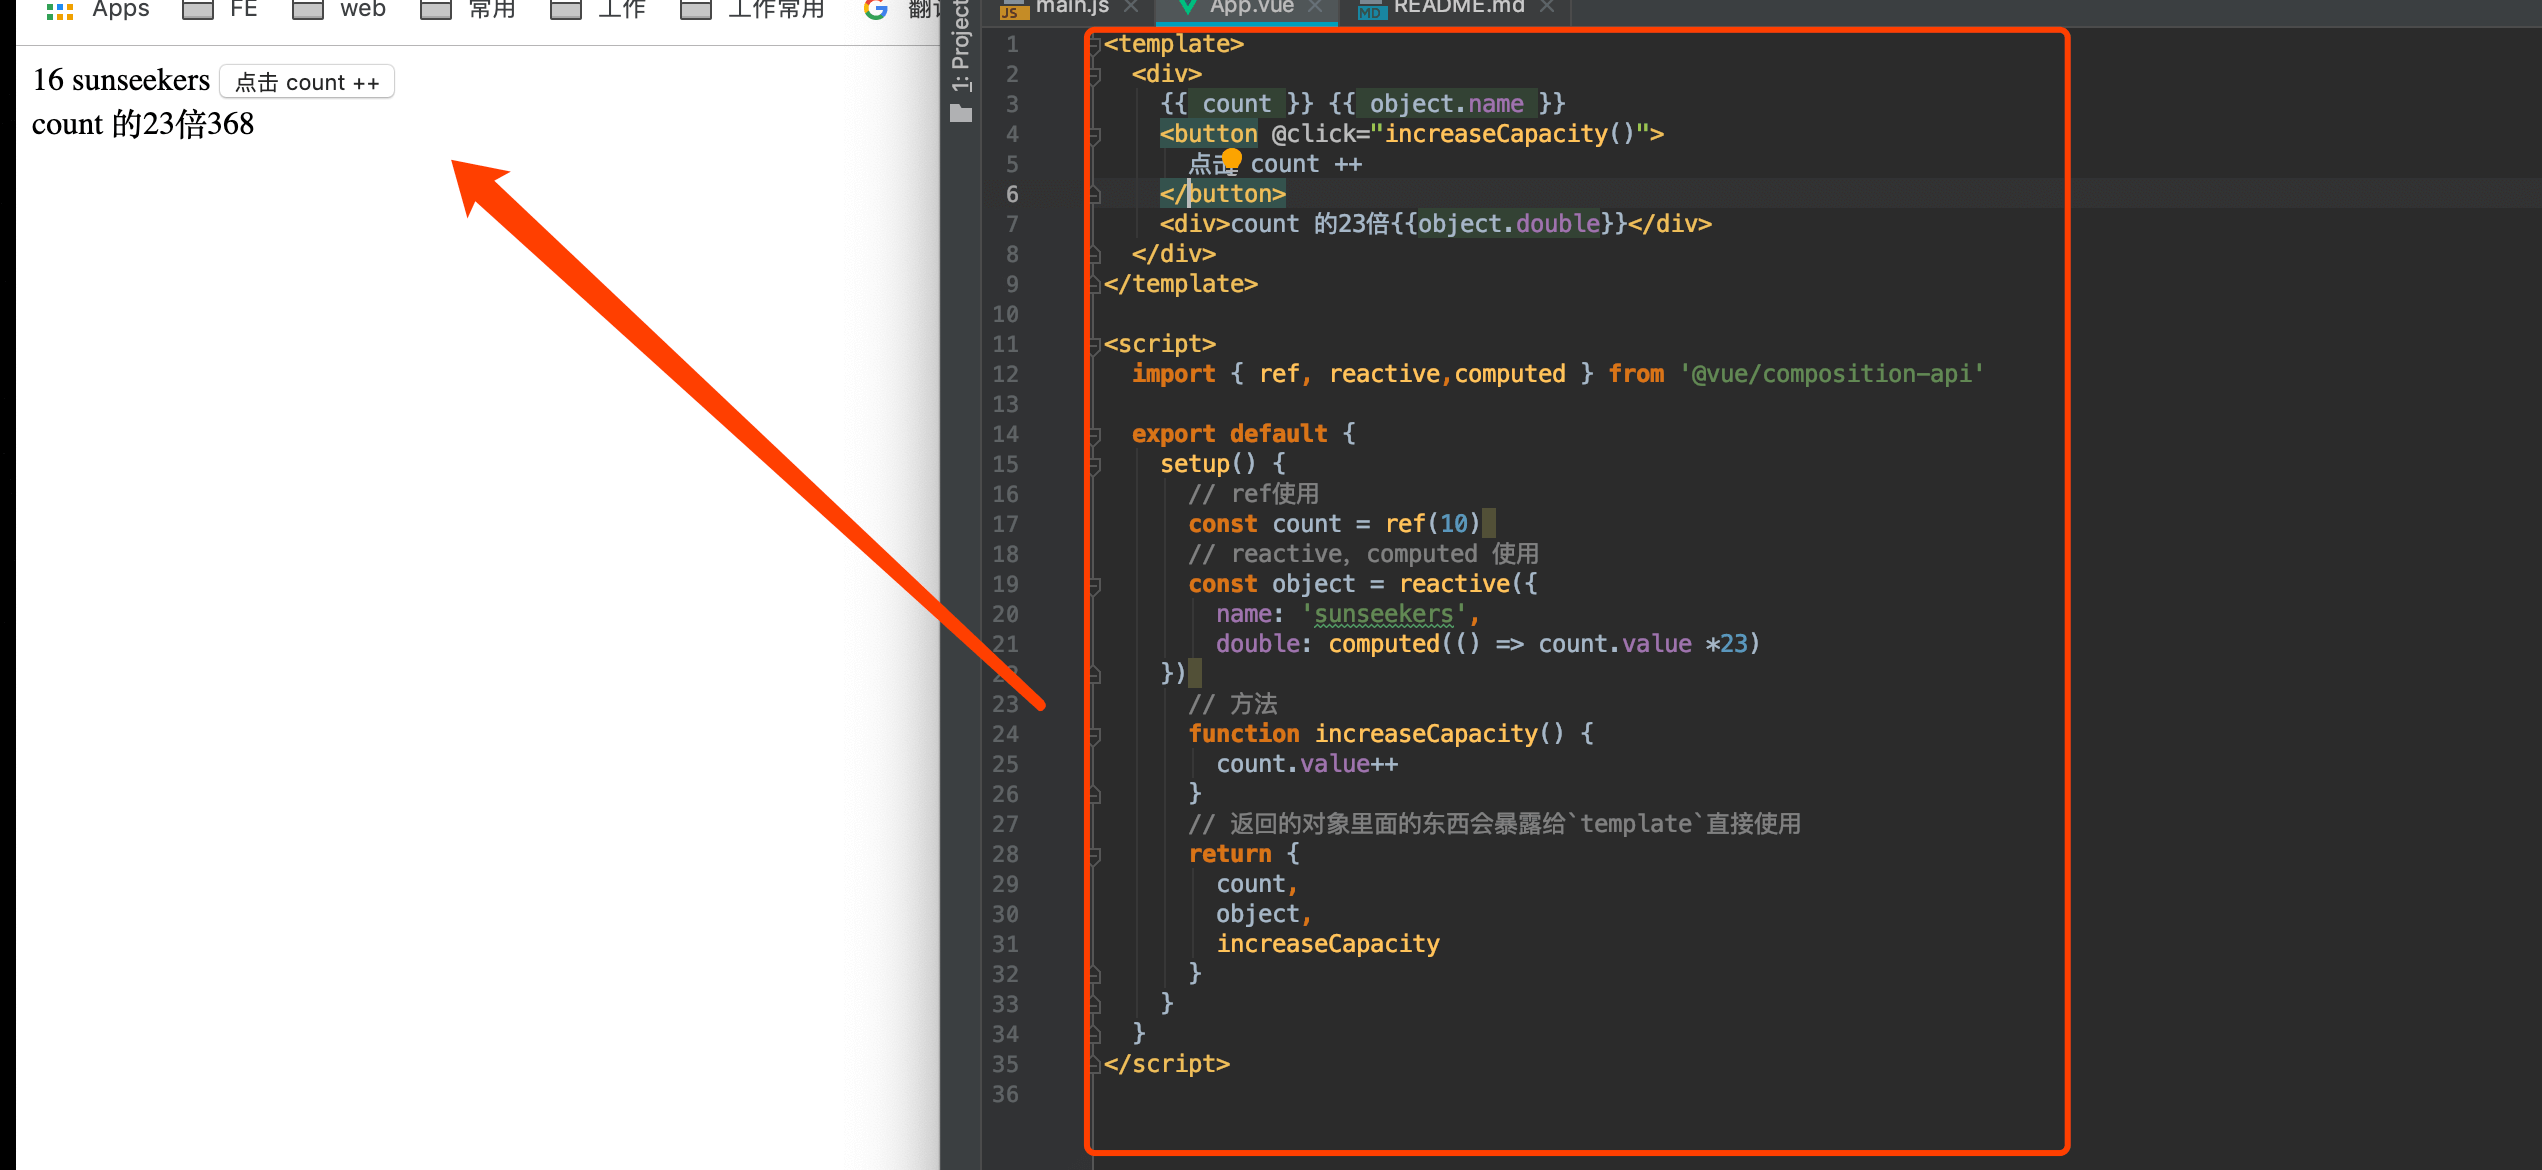 Apps FE web 常用 工作 工作常用
16 sunseekers 点击 count ++
count 的23倍368
1: Project
JS main.js App.vue MD README.md
1 <template>
2 <div>
3 {{ count }} {{ object.name }}
4 <button @click="increaseCapacity()">
5 点击 count ++
6 </button>
7 <div>count 的23倍{{object.double}}</div>
8 </div>
9 </template>
10
11 <script>
12 import { ref, reactive,computed } from '@vue/composition-api'
13
14 export default {
15 setup() {
16 // ref使用
17 const count = ref(10)
18 // reactive, computed 使用
19 const object = reactive({
20 name: 'sunseekers',
21 double: computed(() => count.value *23)
22 })
23 // 方法
24 function increaseCapacity() {
25 count.value++
26 }
27 // 返回的对象里面的东西会暴露给`template`直接使用
28 return {
29 count,
30 object,
31 increaseCapacity
32 }
33 }
34 }
35 </script>
36